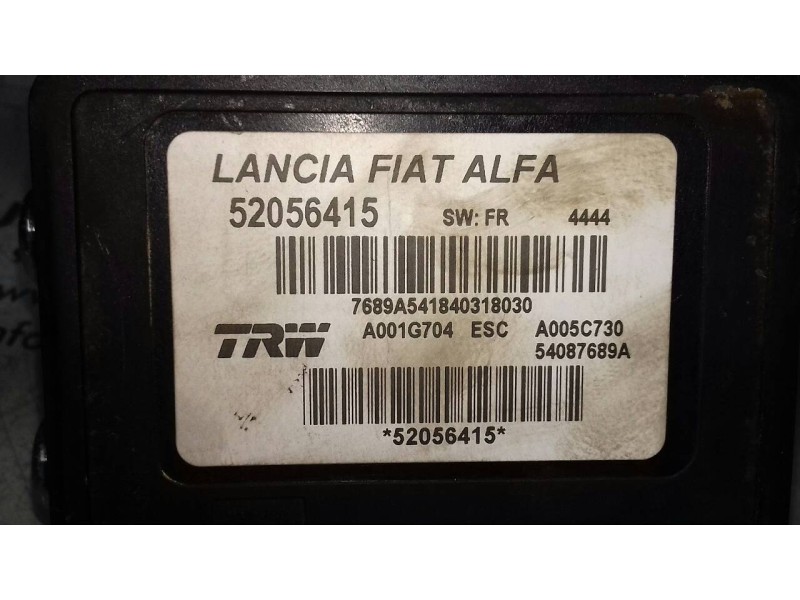 LANCIA FIAT ALFA
52056415 SW: FR 4444
7689A541840318030
TRW A001G704 ESC A005C730
54087689A
*52056415*